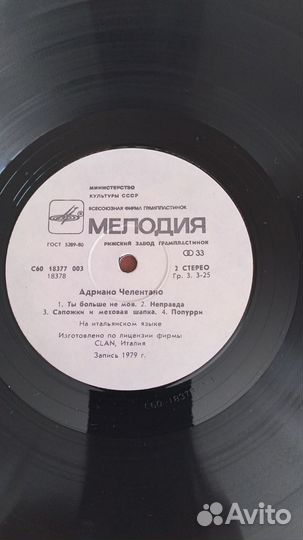 МИНИСТЕРСТВО
КУЛЬТУРЫ СССР
ВСЕСОЮЗНАЯ ФИРМА ГРАМПЛАСТИНОК
МЕЛОДИЯ
ГОСТ 5289-80 РИЖСКИЙ ЗАВОД ГРАМПЛАСТИНОК 33
С60 18377 003 2 СТЕРЕО
18378 Гр. 3. 3-25
Адриано Челентано
1. Ты больше не моя. 2. Неправда
3. Сапожки и меховая шапка. 4. Попурри
На итальянском языке
Изготовлено по лицензии фирмы
CLAN, Италия
Запись 1979 г.
Avito